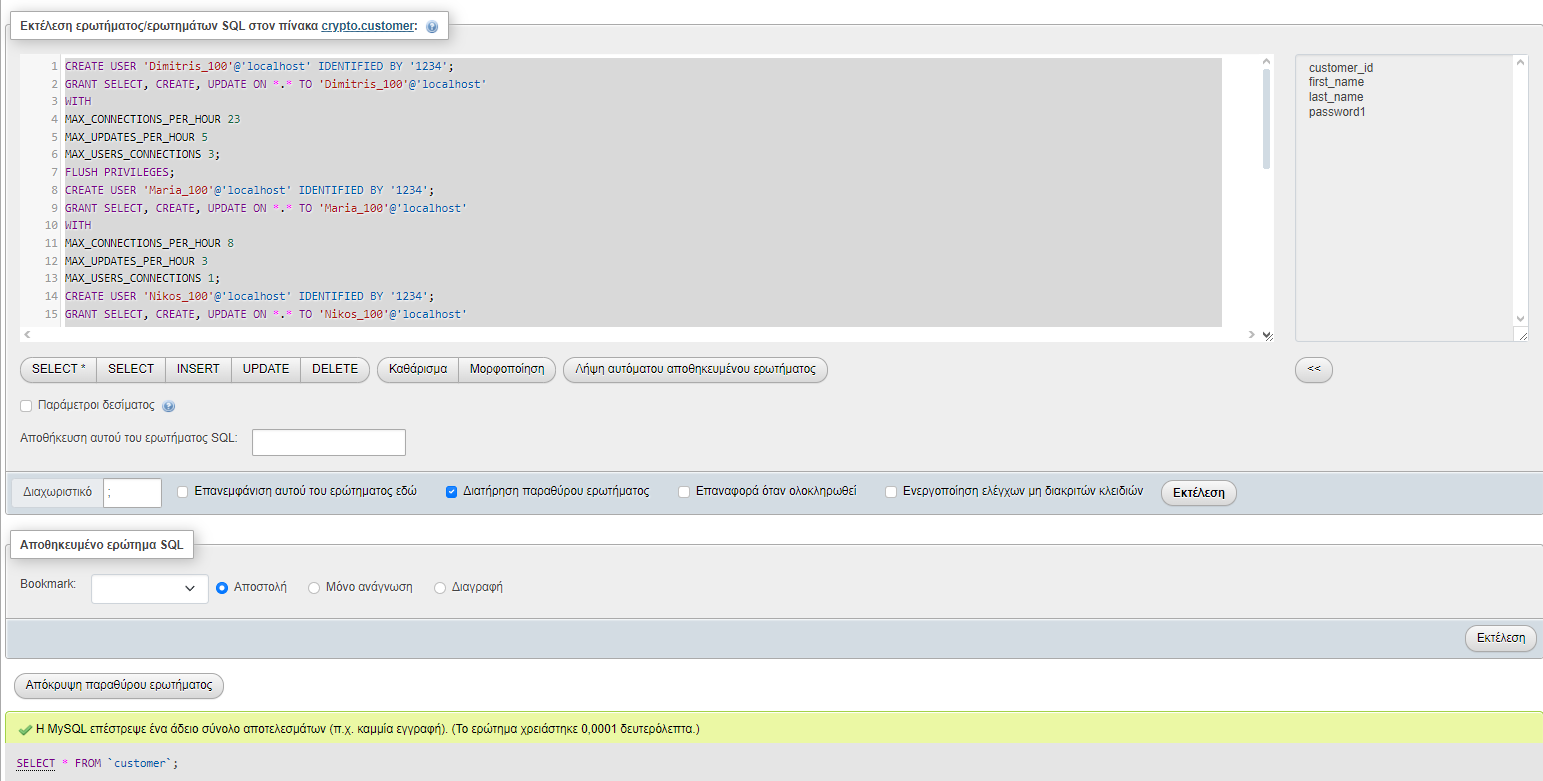 Εκτέλεση ερωτήματος/ερωτημάτων SQL στον πίνακα crypto.customer:
1 CREATE USER 'Dimitris_100'@'localhost' IDENTIFIED BY '1234';
2 GRANT SELECT, CREATE, UPDATE ON *.* TO 'Dimitris_100'@'localhost'
3 WITH
4 MAX_CONNECTIONS_PER_HOUR 23
5 MAX_UPDATES_PER_HOUR 5
6 MAX_USERS_CONNECTIONS 3;
7 FLUSH PRIVILEGES;
8 CREATE USER 'Maria_100'@'localhost' IDENTIFIED BY '1234';
9 GRANT SELECT, CREATE, UPDATE ON *.* TO 'Maria_100'@'localhost'
10 WITH
11 MAX_CONNECTIONS_PER_HOUR 8
12 MAX_UPDATES_PER_HOUR 3
13 MAX_USERS_CONNECTIONS 1;
14 CREATE USER 'Nikos_100'@'localhost' IDENTIFIED BY '1234';
15 GRANT SELECT, CREATE, UPDATE ON *.* TO 'Nikos_100'@'localhost'
customer_id
first_name
last_name
password1
SELECT * SELECT INSERT UPDATE DELETE Καθάρισμα Μορφοποίηση Λήψη αυτόματου αποθηκευμένου ερωτήματος <<
Παράμετροι δεσίματος
Αποθήκευση αυτού του ερωτήματος SQL:
Διαχωριστικό ; Επανεμφάνιση αυτού του ερώτηματος εδώ Διατήρηση παραθύρου ερωτήματος Επαναφορά όταν ολοκληρωθεί Ενεργοποίηση ελέγχων μη διακριτών κλειδιών Εκτέλεση
Αποθηκευμένο ερώτημα SQL
Bookmark: Αποστολή Μόνο ανάγνωση Διαγραφή
Εκτέλεση
Απόκρυψη παραθύρου ερωτήματος
Η MySQL επέστρεψε ένα άδειο σύνολο αποτελεσμάτων (π.χ. καμμία εγγραφή). (Το ερώτημα χρειάστηκε 0,0001 δευτερόλεπτα.)
SELECT * FROM `customer`;